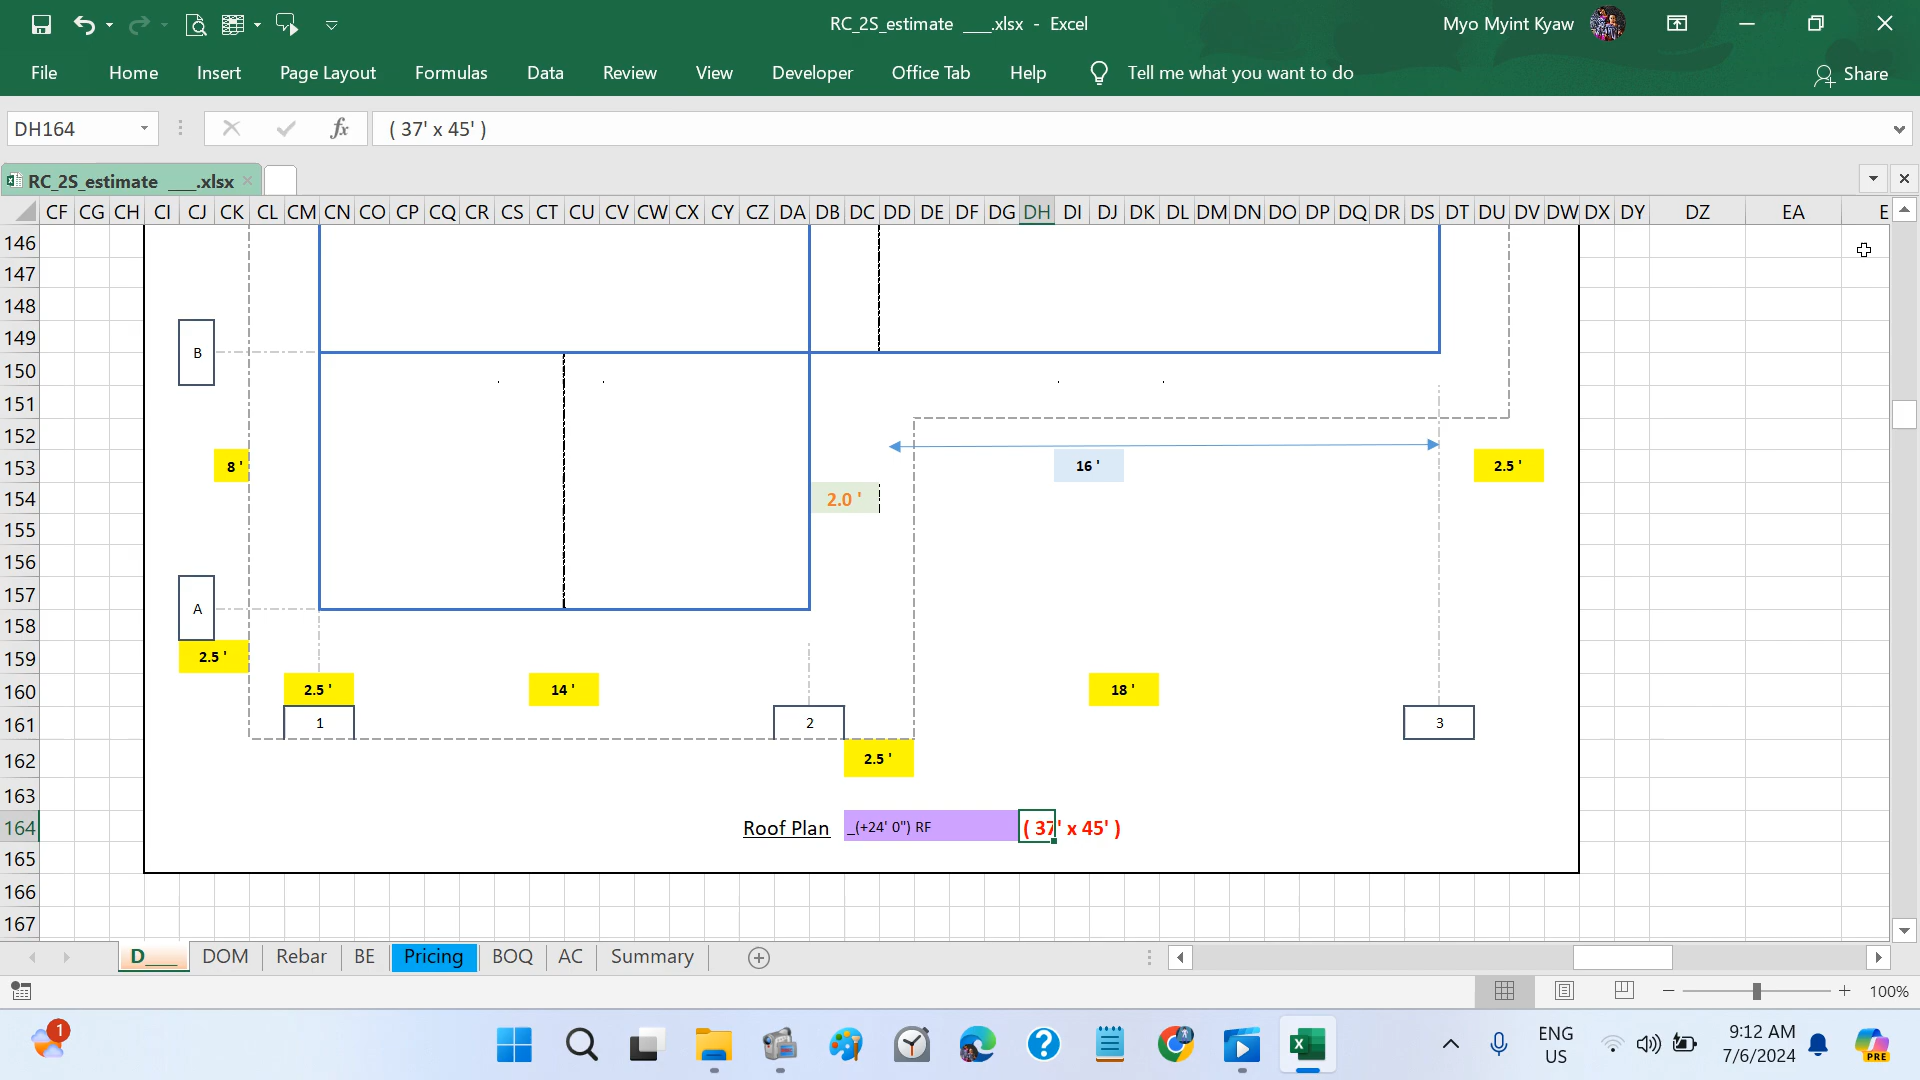 RC_2S_estimate ___.xlsx - Excel
Myo Myint Kyaw
File Home Insert Page Layout Formulas Data Review View Developer Office Tab Help Tell me what you want to do Share
DH164 fx ( 37' x 45' )
RC_2S_estimate ___.xlsx
CF CG CH CI CJ CK CL CM CN CO CP CQ CR CS CT CU CV CW CX CY CZ DA DB DC DD DE DF DG DH DI DJ DK DL DM DN DO DP DQ DR DS DT DU DV DW DX DY DZ EA E
146
147
148
149
B
150
151
152
153 8 ' 16 ' 2.5 '
154 2.0 '
155
156
157
A
158
159 2.5 '
160 2.5 ' 14 ' 18 '
161 1 2 3
162 2.5 '
163
164 Roof Plan _(+24' 0") RF ( 37' x 45' )
165
166
167
D___ DOM Rebar BE Pricing BOQ AC Summary
100%
1
ENG
US
9:12 AM
7/6/2024
PRE